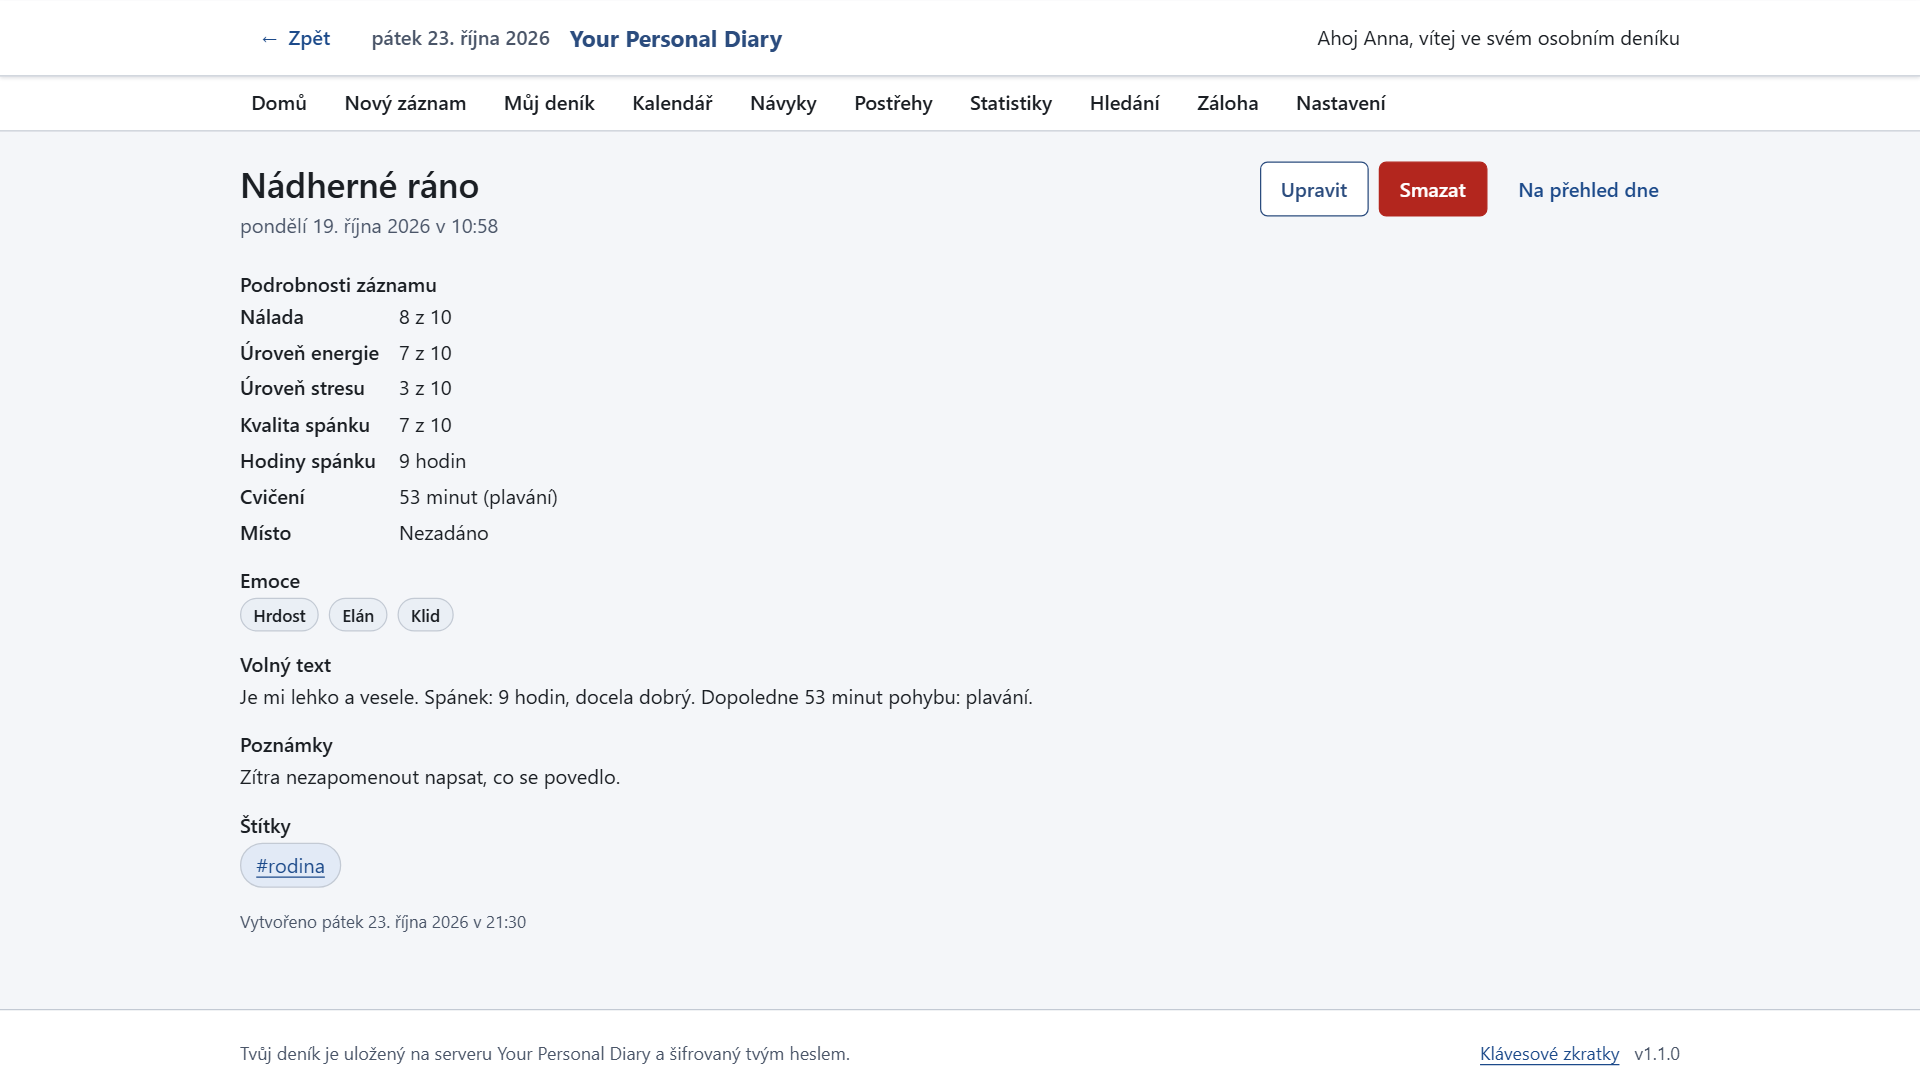 ← Zpět pátek 23. října 2026 Your Personal Diary Ahoj Anna, vítej ve svém osobním deníku
Domů Nový záznam Můj deník Kalendář Návyky Postřehy Statistiky Hledání Záloha Nastavení
Nádherné ráno
Upravit Smazat Na přehled dne
pondělí 19. října 2026 v 10:58
Podrobnosti záznamu
Nálada 8 z 10
Úroveň energie 7 z 10
Úroveň stresu 3 z 10
Kvalita spánku 7 z 10
Hodiny spánku 9 hodin
Cvičení 53 minut (plavání)
Místo Nezadáno
Emoce
Hrdost Elán Klid
Volný text
Je mi lehko a vesele. Spánek: 9 hodin, docela dobrý. Dopoledne 53 minut pohybu: plavání.
Poznámky
Zítra nezapomenout napsat, co se povedlo.
Štítky
#rodina
Vytvořeno pátek 23. října 2026 v 21:30
Tvůj deník je uložený na serveru Your Personal Diary a šifrovaný tvým heslem. Klávesové zkratky v1.1.0